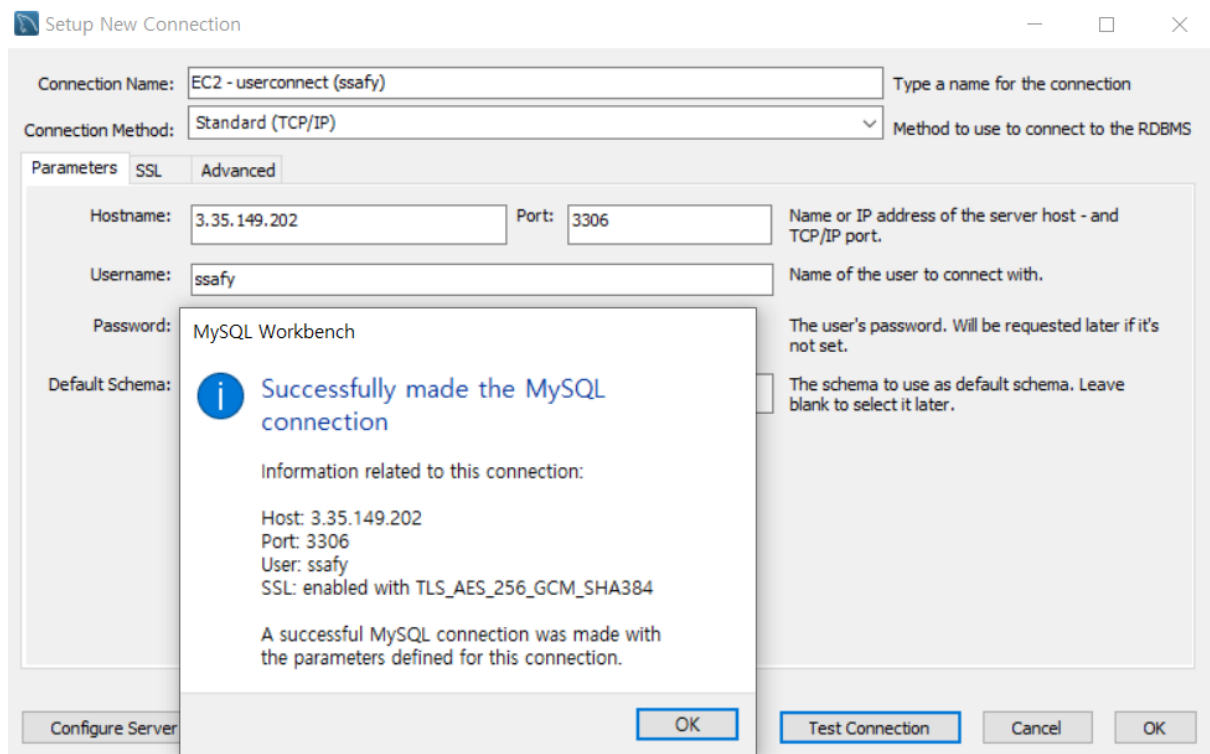 Setup New Connection
Connection Name: EC2 - userconnect (ssafy) Type a name for the connection
Connection Method: Standard (TCP/IP) Method to use to connect to the RDBMS
Parameters SSL Advanced
Hostname: 3.35.149.202 Port: 3306 Name or IP address of the server host - and
TCP/IP port.
Username: ssafy Name of the user to connect with.
Password: The user's password. Will be requested later if it's
not set.
Default Schema: The schema to use as default schema. Leave
blank to select it later.
MySQL Workbench
Successfully made the MySQL
connection
Information related to this connection:
Host: 3.35.149.202
Port: 3306
User: ssafy
SSL: enabled with TLS_AES_256_GCM_SHA384
A successful MySQL connection was made with
the parameters defined for this connection.
OK
Configure Server Test Connection Cancel OK